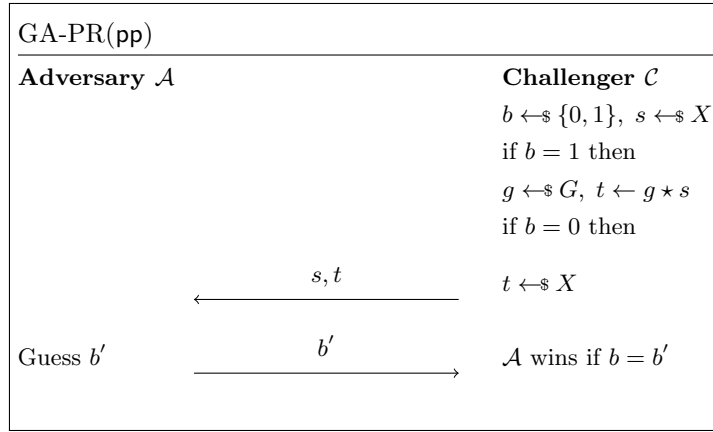 GA-PR(pp)
Adversary 𝒜 Challenger 𝒞
b ←$ {0, 1}, s ←$ X
if b = 1 then
g ←$ G, t ← g ⋆ s
if b = 0 then
s, t
t ←$ X
Guess b′ b′ 𝒜 wins if b = b′